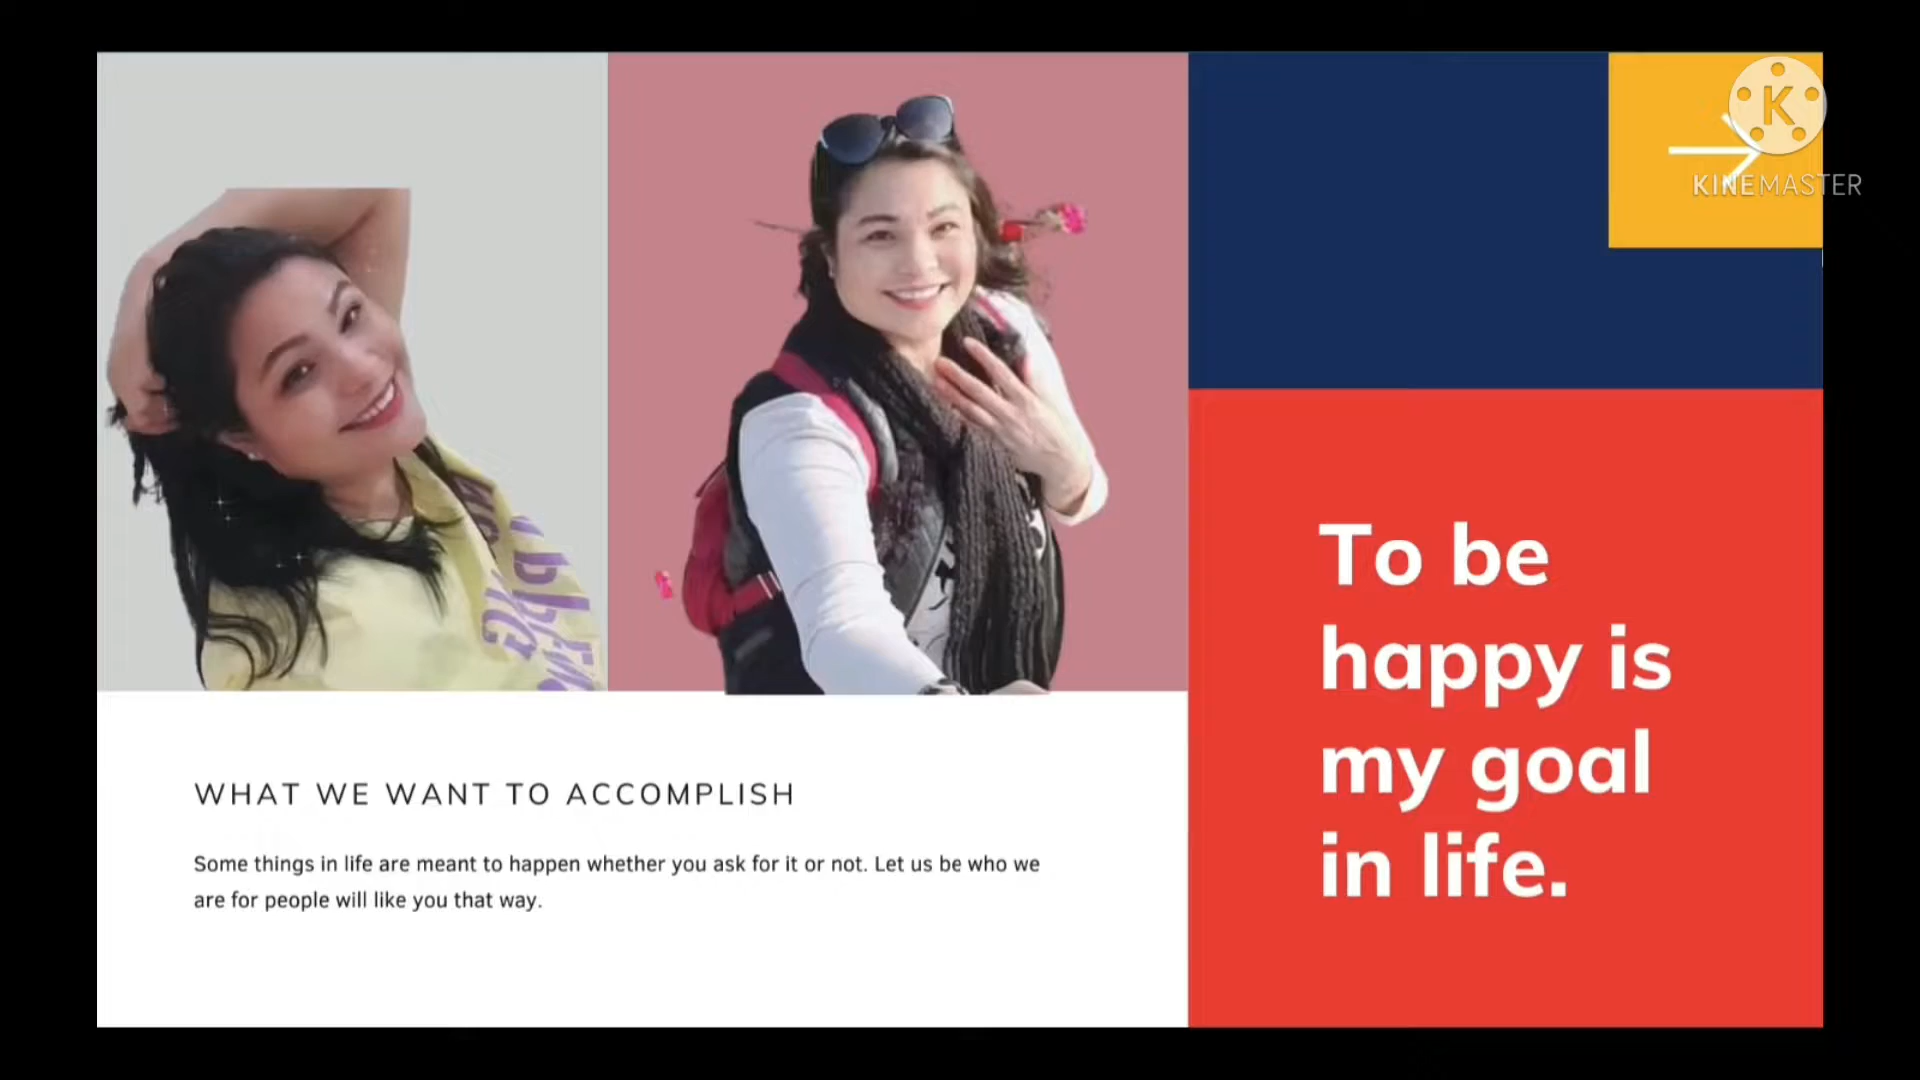 K
KINEMASTER
To be
happy is
my goal
in life.
WHAT WE WANT TO ACCOMPLISH
Some things in life are meant to happen whether you ask for it or not. Let us be who we
are for people will like you that way.